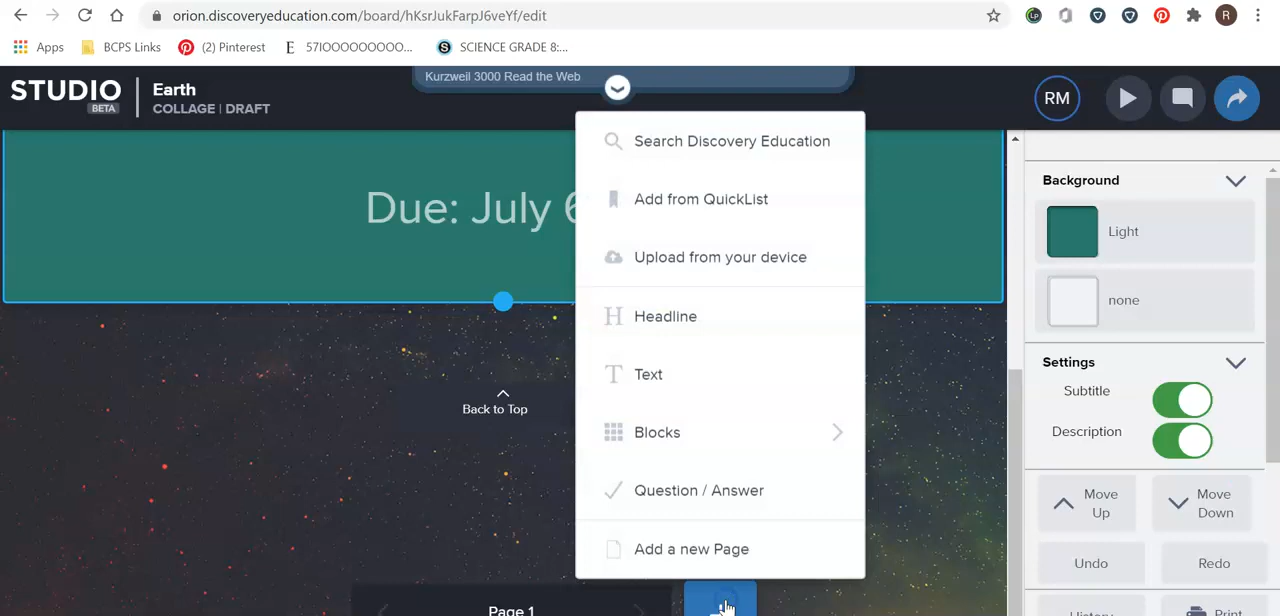 orion.discoveryeducation.com/board/hKsrJukFarpJ6veYf/edit
R
Apps
BCPS Links
(2) Pinterest
E 57IOOOOOOOOO...
SCIENCE GRADE 8:...
STUDIO
BETA
Earth
COLLAGE | DRAFT
Kurzweil 3000 Read the Web
RM
Due: July 6
Back to Top
Search Discovery Education
Add from QuickList
Upload from your device
H Headline
T Text
Blocks
Question / Answer
Add a new Page
Page 1
Background
Light
none
Settings
Subtitle
Description
Move
Up
Move
Down
Undo
Redo
History
Print